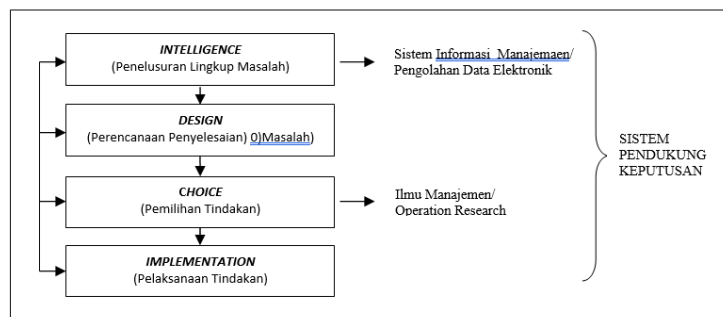 INTELLIGENCE
(Penelusuran Lingkup Masalah)
Sistem Informasi Manajemaen/
Pengolahan Data Elektronik
DESIGN
(Perencanaan Penyelesaian) 0)Masalah)
SISTEM
PENDUKUNG
KEPUTUSAN
CHOICE
(Pemilihan Tindakan)
Ilmu Manajemen/
Operation Research
IMPLEMENTATION
(Pelaksanaan Tindakan)